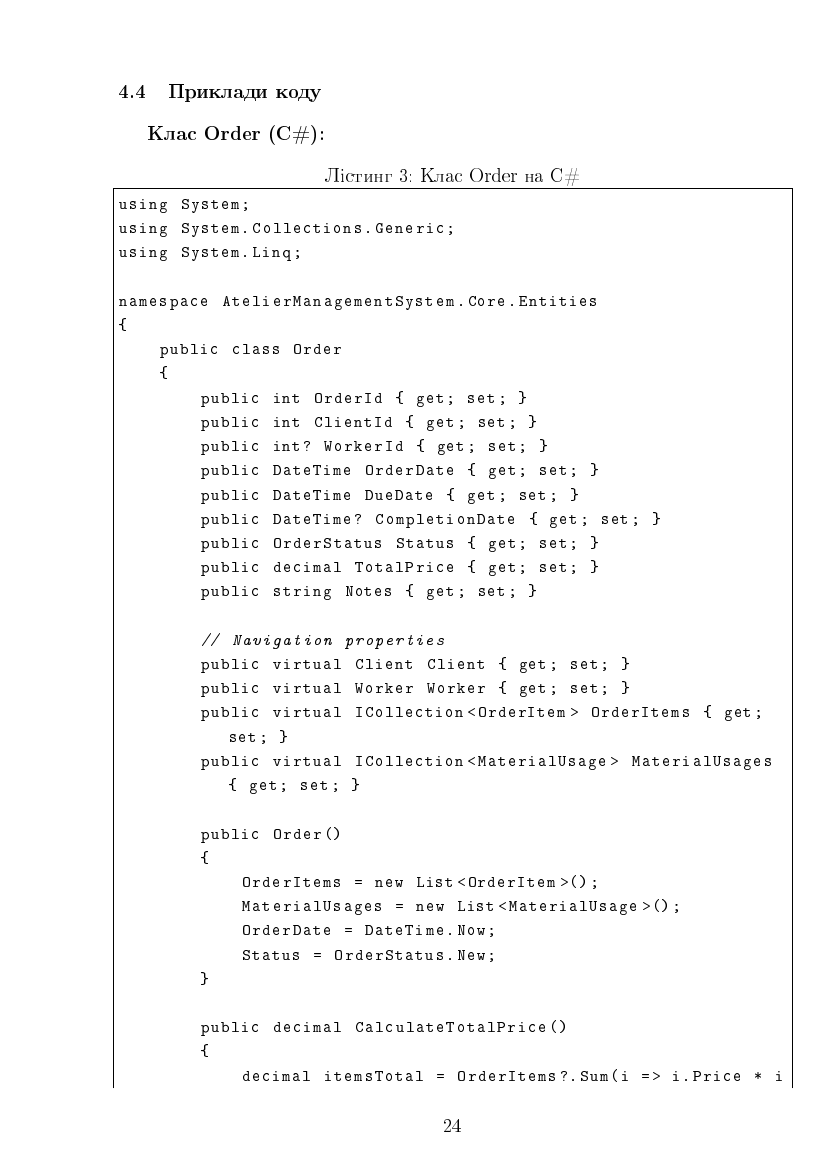 4.4 Приклади коду
Клас Order (C#):
Лістинг 3: Клас Order на C#
using System;
using System.Collections.Generic;
using System.Linq;
namespace AtelierManagementSystem.Core.Entities
{
public class Order
{
public int OrderId { get; set; }
public int ClientId { get; set; }
public int? WorkerId { get; set; }
public DateTime OrderDate { get; set; }
public DateTime DueDate { get; set; }
public DateTime? CompletionDate { get; set; }
public OrderStatus Status { get; set; }
public decimal TotalPrice { get; set; }
public string Notes { get; set; }
// Navigation properties
public virtual Client Client { get; set; }
public virtual Worker Worker { get; set; }
public virtual ICollection<OrderItem> OrderItems { get;
set; }
public virtual ICollection<MaterialUsage> MaterialUsages
{ get; set; }
public Order()
{
OrderItems = new List<OrderItem>();
MaterialUsages = new List<MaterialUsage>();
OrderDate = DateTime.Now;
Status = OrderStatus.New;
}
public decimal CalculateTotalPrice()
{
decimal itemsTotal = OrderItems?.Sum(i => i.Price * i
24